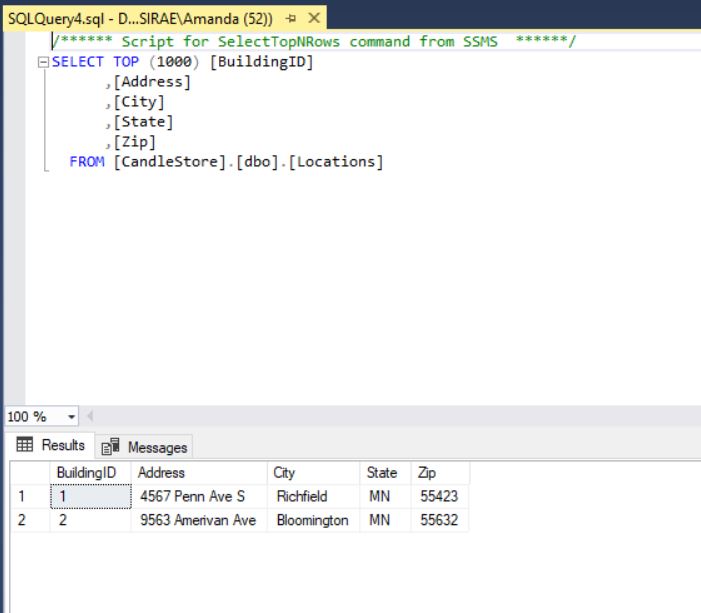 SQLQuery4.sql - D...SIRAE\Amanda (52))
/****** Script for SelectTopNRows command from SSMS ******/
SELECT TOP (1000) [BuildingID]
,[Address]
,[City]
,[State]
,[Zip]
FROM [CandleStore].[dbo].[Locations]
100 %
Results Messages
BuildingID Address City State Zip
1 1 4567 Penn Ave S Richfield MN 55423
2 2 9563 Amerivan Ave Bloomington MN 55632